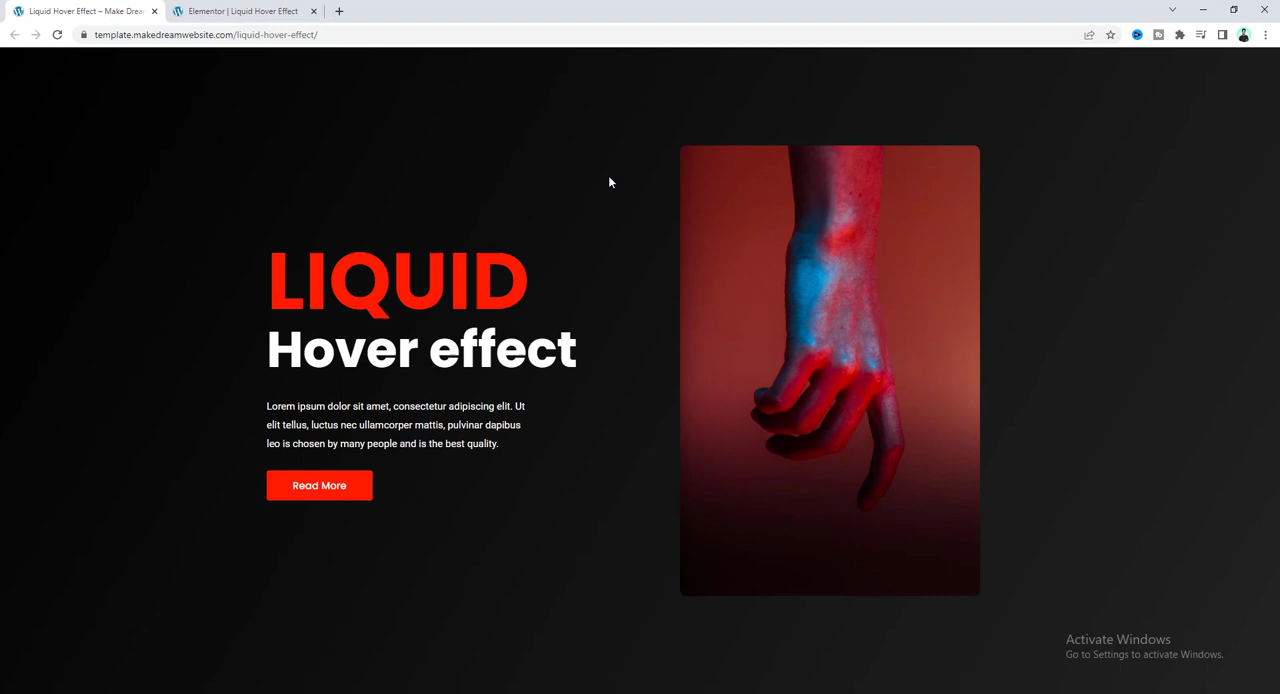 Liquid Hover Effect – Make Drea
Elementor | Liquid Hover Effect
template.makedreamwebsite.com/liquid-hover-effect/
LIQUID
Hover effect
Lorem ipsum dolor sit amet, consectetur adipiscing elit. Ut
elit tellus, luctus nec ullamcorper mattis, pulvinar dapibus
leo is chosen by many people and is the best quality.
Read More
Activate Windows
Go to Settings to activate Windows.